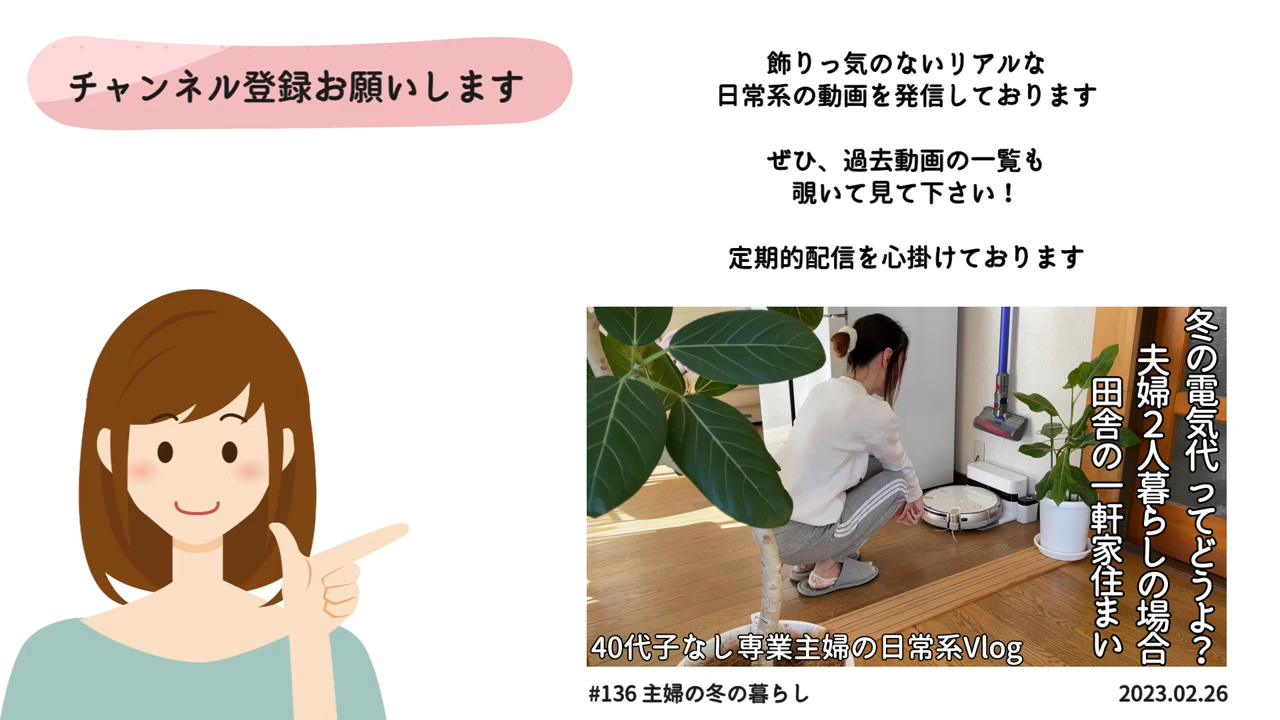 チャンネル登録お願いします
飾りっ気のないリアルな
日常系の動画を発信しております
ぜひ、過去動画の一覧も
覗いて見て下さい！
定期的配信を心掛けております
冬の電気代 ってどうよ？
夫婦２人暮らしの場合
田舎の一軒家住まい
40代子なし専業主婦の日常系Vlog
#136 主婦の冬の暮らし
2023.02.26